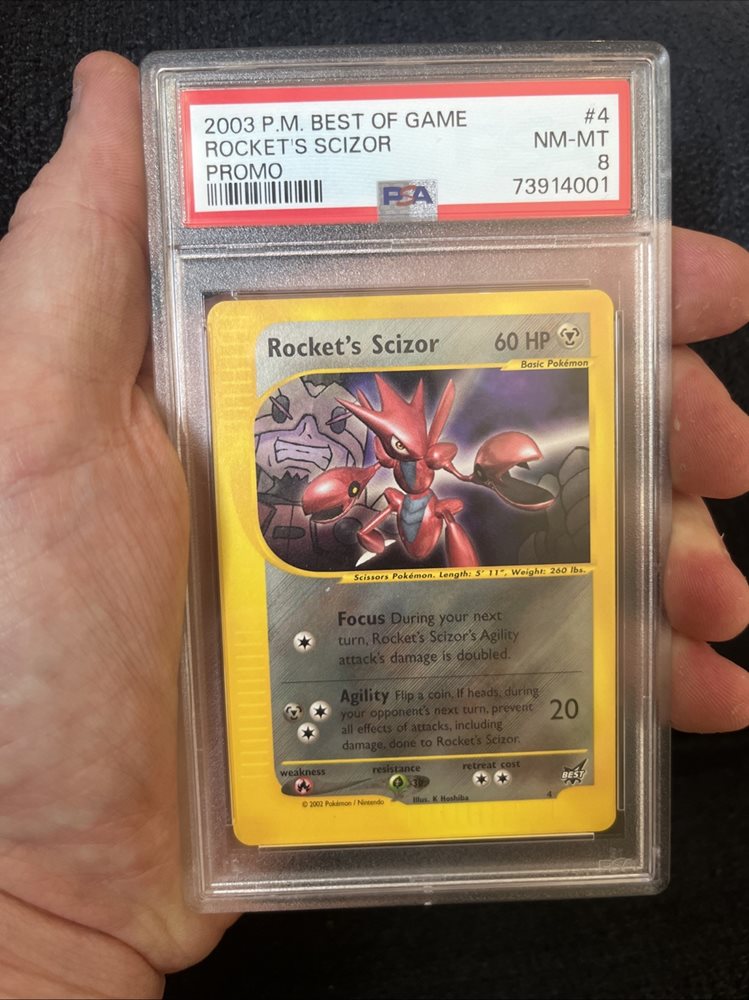 2003 P.M. BEST OF GAME #4
ROCKET'S SCIZOR NM-MT
PROMO 8
PSA 73914001
Rocket's Scizor 60 HP
Basic Pokémon
Scissors Pokémon. Length: 5' 11", Weight: 260 lbs.
Focus During your next
turn, Rocket's Scizor's Agility
attack's damage is doubled.
Agility Flip a coin. If heads, during
your opponent's next turn, prevent 20
all effects of attacks, including
damage, done to Rocket's Scizor.
weakness resistance retreat cost
-30 BEST
© 2002 Pokémon / Nintendo Illus. K Hoshiba 4